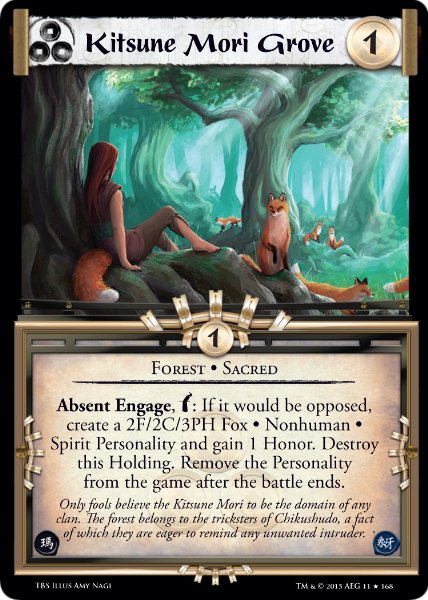 Kitsune Mori Grove
1
1
Forest • Sacred
Absent Engage, : If it would be opposed,
create a 2F/2C/3PH Fox • Nonhuman •
Spirit Personality and gain 1 Honor. Destroy
this Holding. Remove the Personality
from the game after the battle ends.
Only fools believe the Kitsune Mori to be the domain of any
clan. The forest belongs to the tricksters of Chikushudo, a fact
of which they are eager to remind any unwanted intruder.
瑪
象牙
TBS Illus Amy Nagi
TM & © 2015 AEG 11 ★ 168